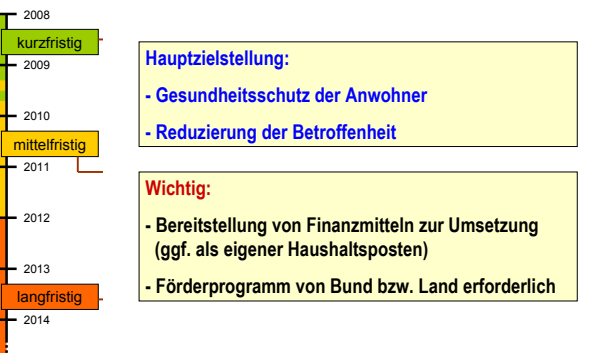 2008
kurzfristig
2009
2010
mittelfristig
2011
2012
2013
langfristig
2014
Hauptzielstellung:
- Gesundheitsschutz der Anwohner
- Reduzierung der Betroffenheit
Wichtig:
- Bereitstellung von Finanzmitteln zur Umsetzung
(ggf. als eigener Haushaltsposten)
- Förderprogramm von Bund bzw. Land erforderlich